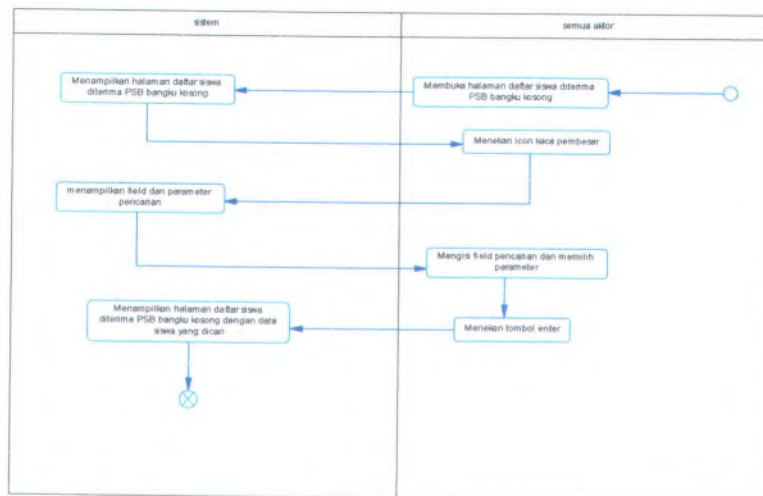 sistem
semua aktor
Menampilkan halaman daftar siswa
diterima PSB bangku kosong
Membuka halaman daftar siswa diterima
PSB bangku kosong
Menekan icon kaca pembesar
menampilkan field dan parameter
pencarian
Mengisi field pencarian dan memilih
parameter
Menampilkan halaman daftar siswa
diterima PSB bangku kosong dengan data
siswa yang dicari
Menekan tombol enter